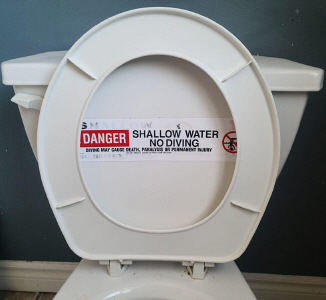 DANGER SHALLOW WATER
NO DIVING
DIVING MAY CAUSE DEATH, PARALYSIS OR PERMANENT INJURY